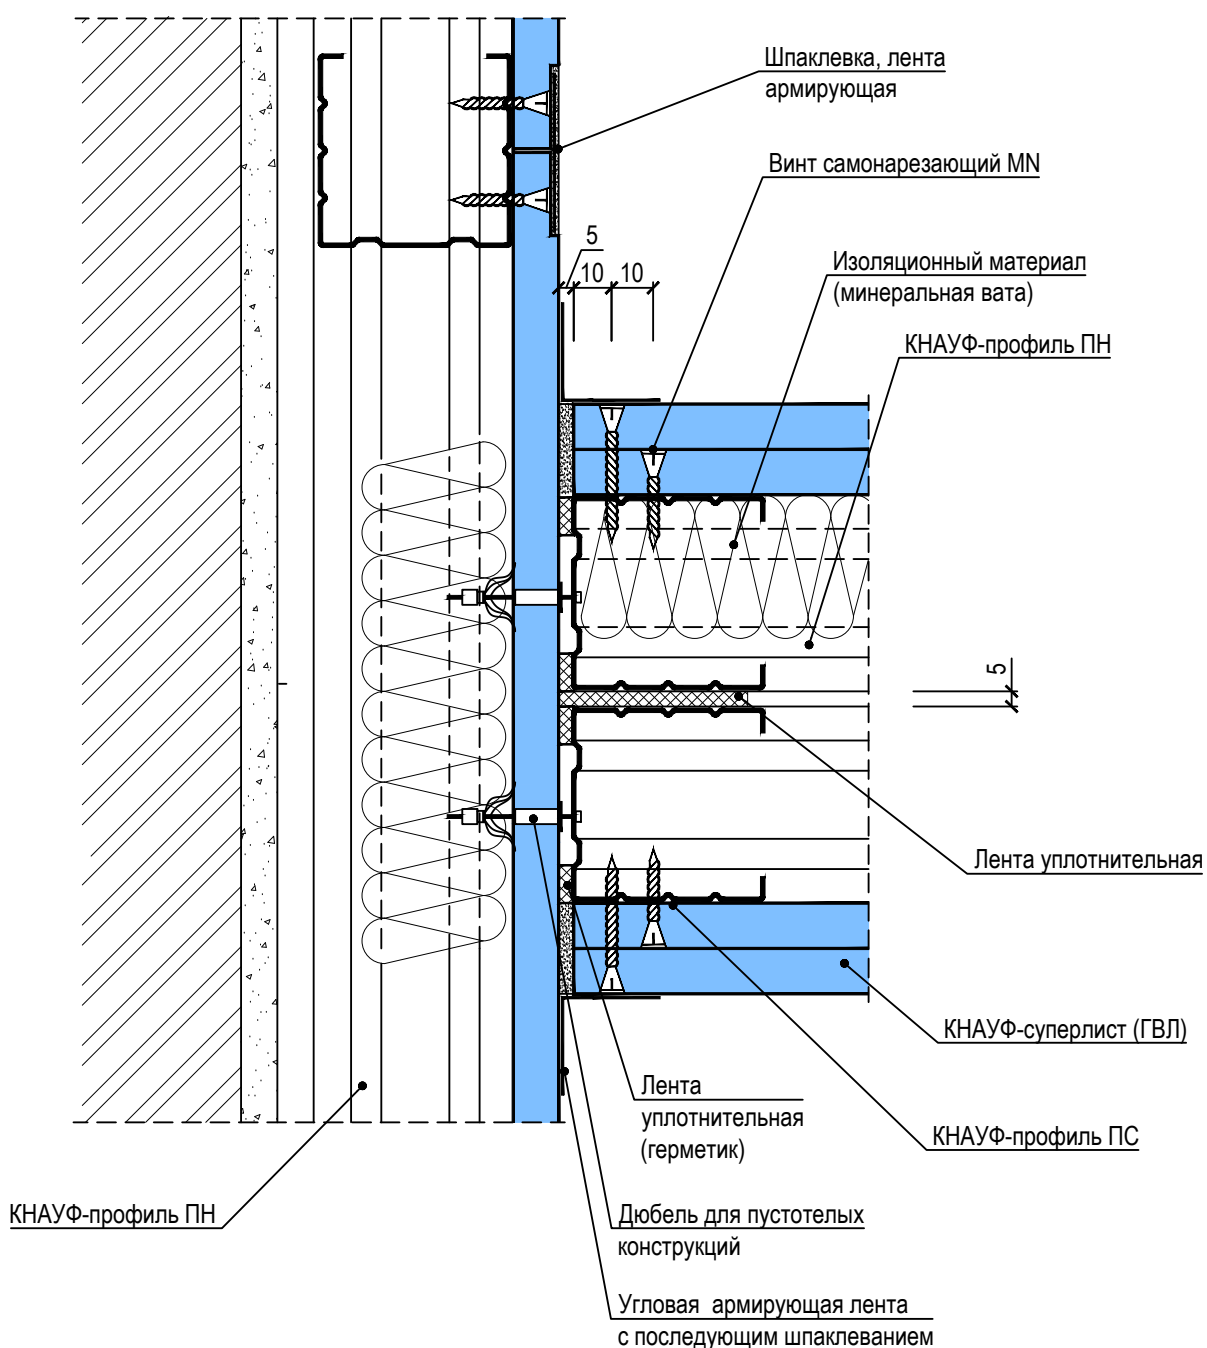 Шпаклевка, лента
армирующая
Винт самонарезающий MN
5
10 10
Изоляционный материал
(минеральная вата)
КНАУФ-профиль ПН
5
Лента уплотнительная
КНАУФ-суперлист (ГВЛ)
Лента
уплотнительная
(герметик)
КНАУФ-профиль ПС
КНАУФ-профиль ПН
Дюбель для пустотелых
конструкций
Угловая армирующая лента
с последующим шпаклеванием